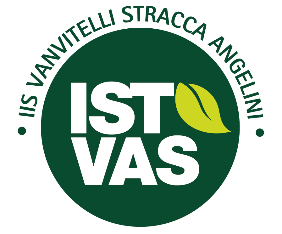 • IIS VANVITELLI STRACCA ANGELINI •
IST
VAS